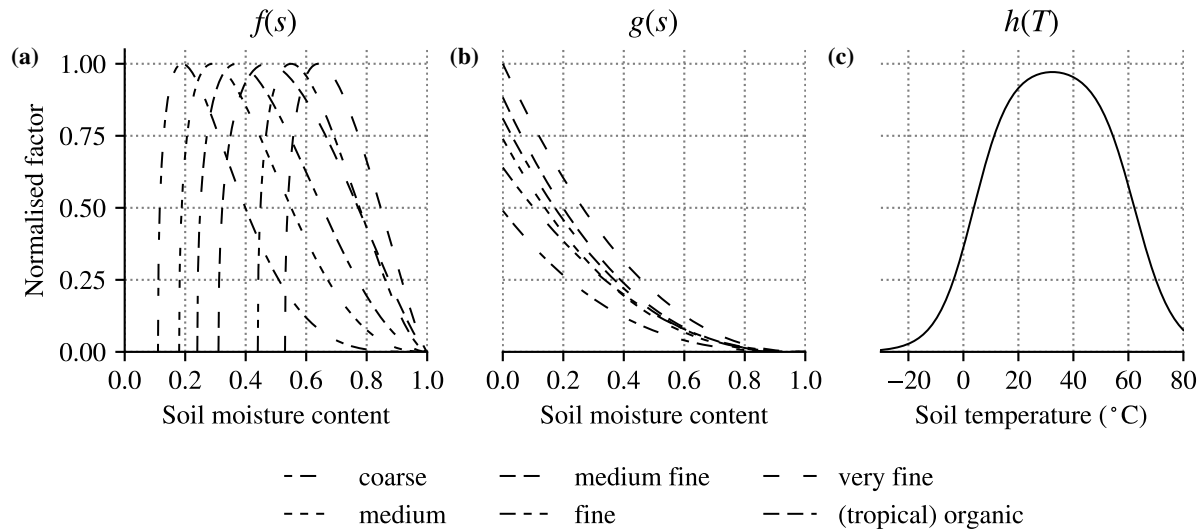 f(s) g(s) h(T)
(a) (b) (c)
Normalised factor
1.00
0.75
0.50
0.25
0.00
0.0 0.2 0.4 0.6 0.8 1.0
0.0 0.2 0.4 0.6 0.8 1.0
−20 0 20 40 60 80
Soil moisture content Soil moisture content Soil temperature (°C)
coarse medium fine very fine
medium fine (tropical) organic